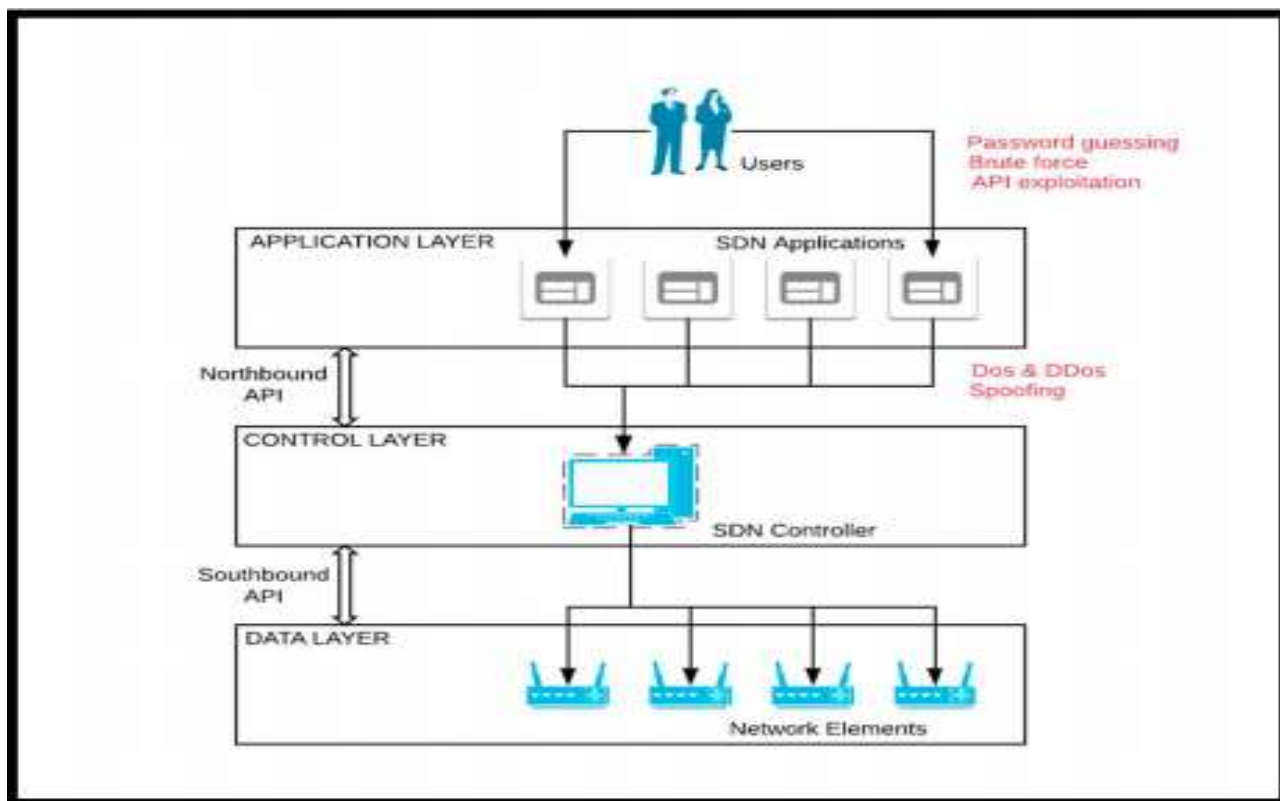 Users
Password guessing
Brute force
API exploitation
APPLICATION LAYER
SDN Applications
Northbound
API
Dos & DDos
Spoofing
CONTROL LAYER
SDN Controller
Southbound
API
DATA LAYER
Network Elements